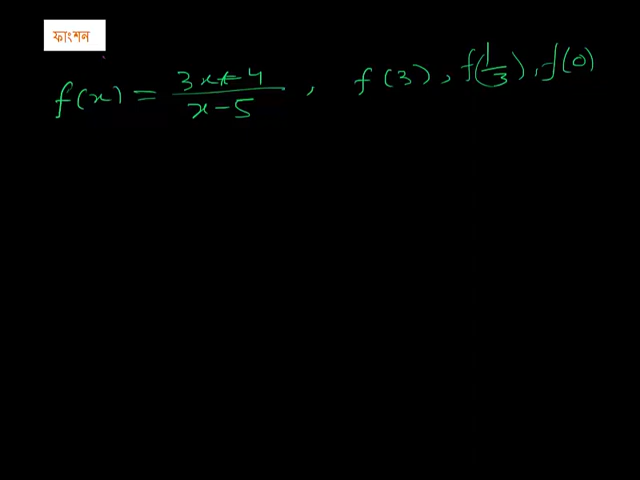 ফাংশন
f(x) = (3x+4)/(x-5), f(3), f(1/3), f(0)